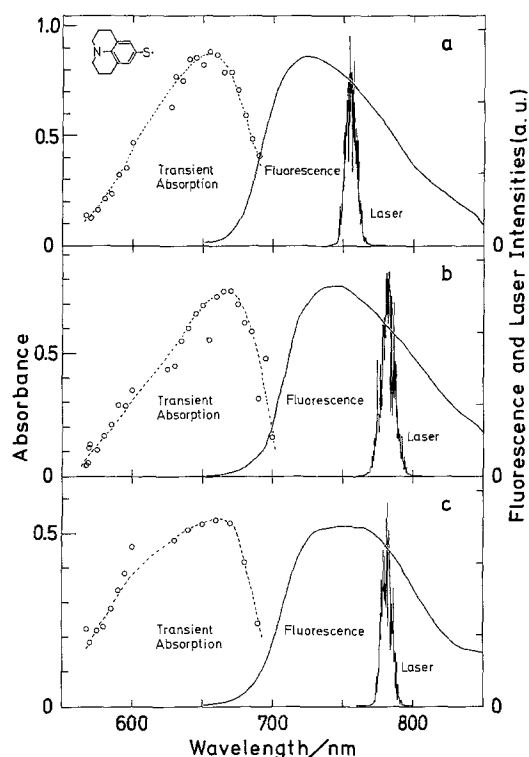 N
S·
a
1.0
0.5
0
Transient
Absorption
Fluorescence
Laser
0
b
0.5
0
Transient
Absorption
Fluorescence
Laser
0
c
0.5
0
Transient
Absorption
Fluorescence
Laser
0
600
700
800
Wavelength/nm
Absorbance
Fluorescence and Laser Intensities (a. u.)